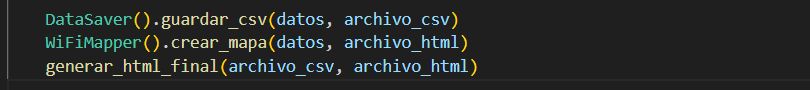 DataSaver().guardar_csv(datos, archivo_csv)
WiFiMapper().crear_mapa(datos, archivo_html)
generar_html_final(archivo_csv, archivo_html)